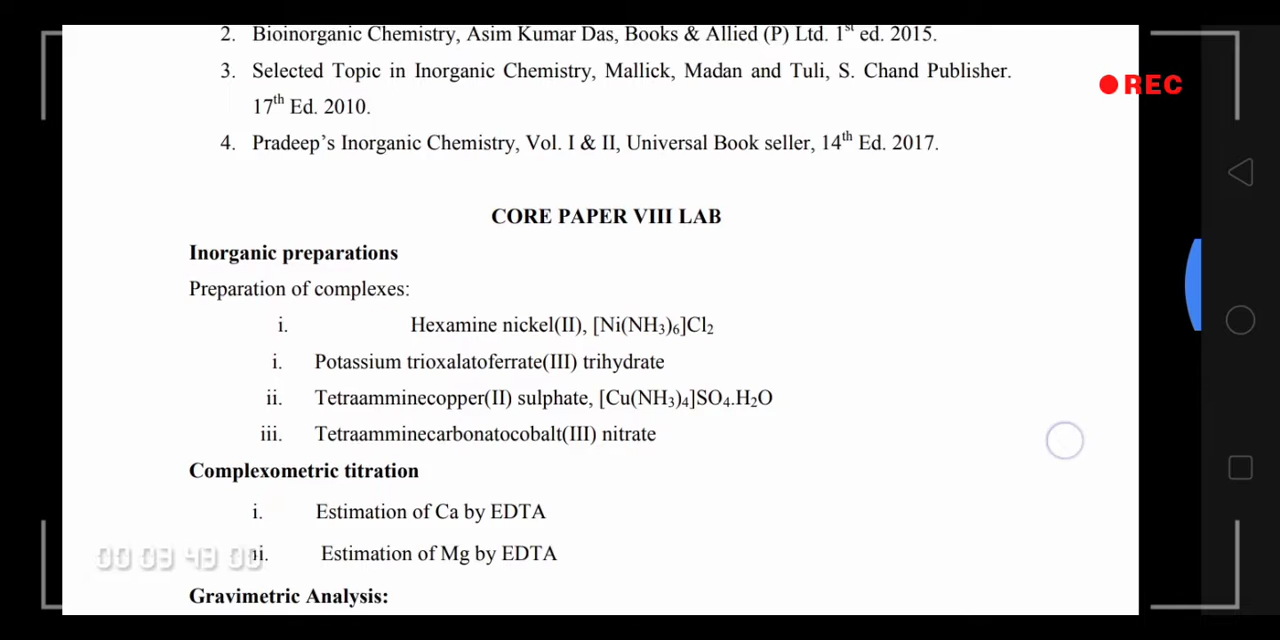 2. Bioinorganic Chemistry, Asim Kumar Das, Books & Allied (P) Ltd. 1st ed. 2015.
3. Selected Topic in Inorganic Chemistry, Mallick, Madan and Tuli, S. Chand Publisher.
17th Ed. 2010.
REC
4. Pradeep’s Inorganic Chemistry, Vol. I & II, Universal Book seller, 14th Ed. 2017.
CORE PAPER VIII LAB
Inorganic preparations
Preparation of complexes:
i. Hexamine nickel(II), [Ni(NH3)6]Cl2
i. Potassium trioxalatoferrate(III) trihydrate
ii. Tetraamminecopper(II) sulphate, [Cu(NH3)4]SO4.H2O
iii. Tetraamminecarbonatocobalt(III) nitrate
Complexometric titration
i. Estimation of Ca by EDTA
Estimation of Mg by EDTA
00 03 43 00
Gravimetric Analysis: